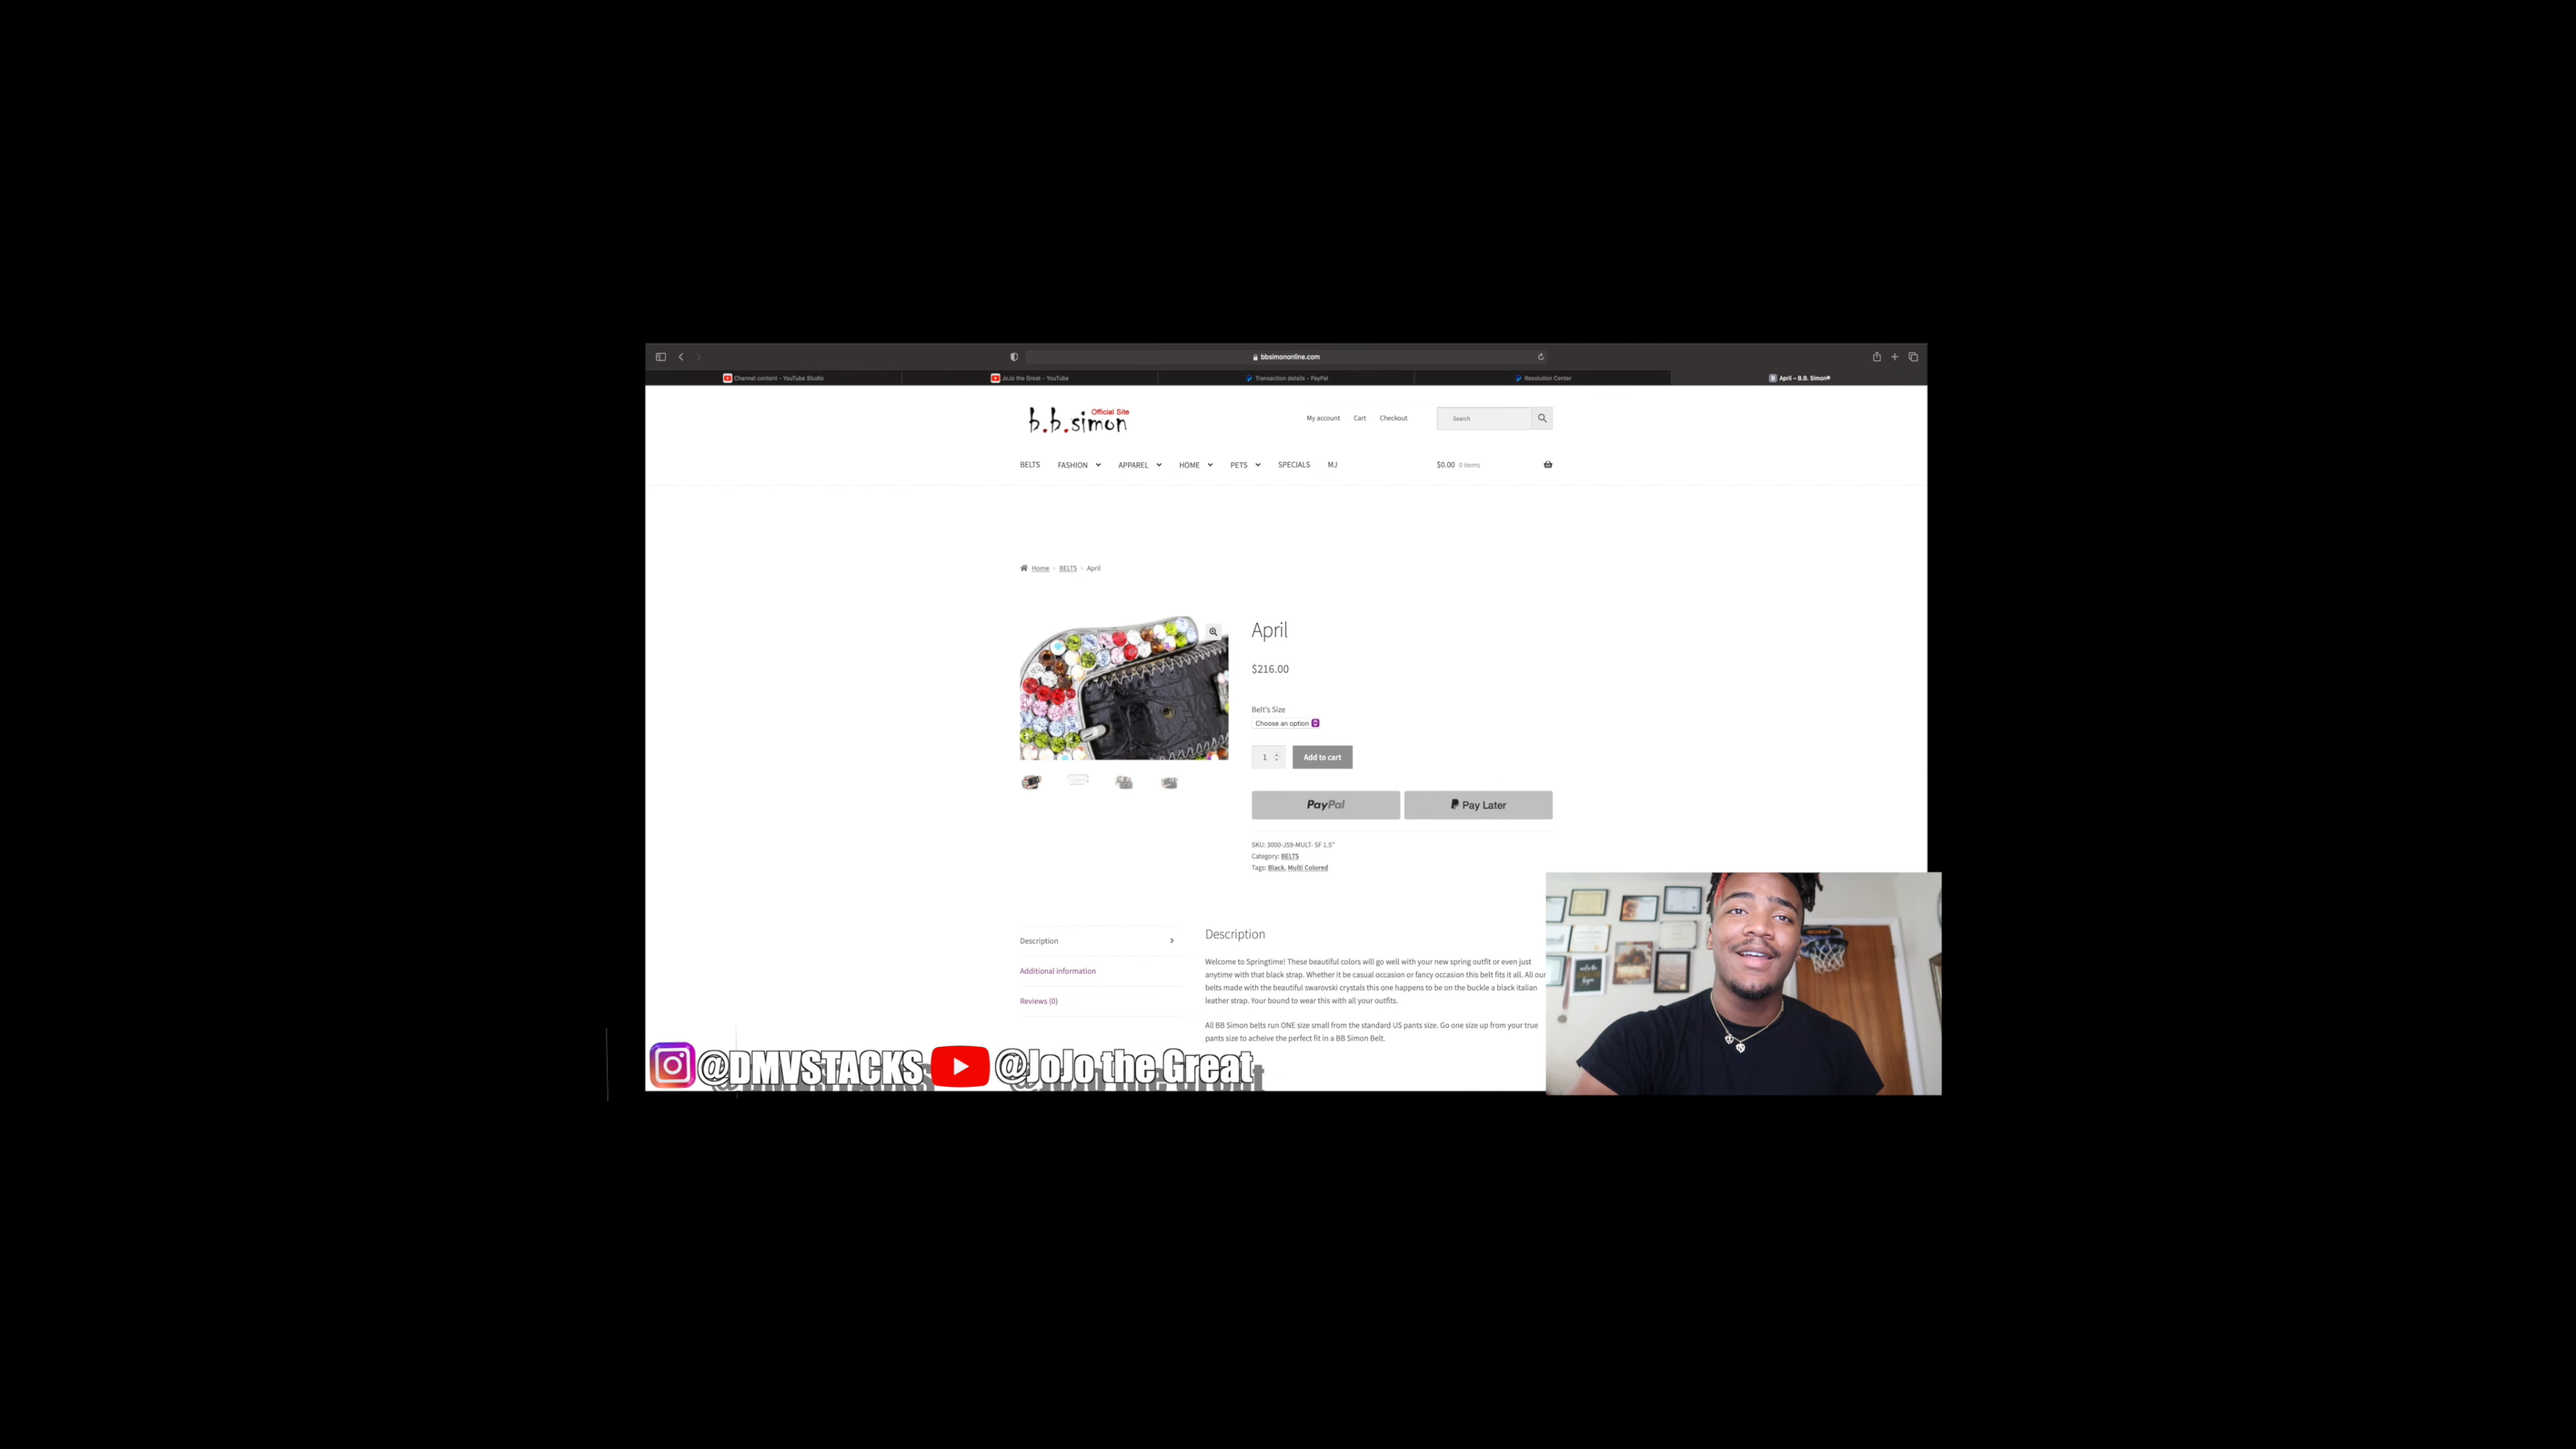 bbsimononline.com
Channel content - YouTube Studio
JoJo the Great - YouTube
Transaction details - PayPal
Resolution Center
April – B.B. Simon®
Official Site
b.b.simon
My account Cart Checkout
Search
BELTS FASHION APPAREL HOME PETS SPECIALS MJ
$0.00 0 items
Home > BELTS > April
April
$216.00
Belt's Size
Choose an option
1 Add to cart
PayPal
Pay Later
SKU: 3000-J59-MULT- SF 1.5"
Category: BELTS
Tags: Black, Multi Colored
Description
Additional information
Reviews (0)
Description
Welcome to Springtime! These beautiful colors will go well with your new spring outfit or even just
anytime with that black strap. Whether it be casual occasion or fancy occasion this belt fits it all. All our
belts made with the beautiful swarovski crystals this one happens to be on the buckle a black italian
leather strap. Your bound to wear this with all your outfits.
All BB Simon belts run ONE size small from the standard US pants size. Go one size up from your true
pants size to acheive the perfect fit in a BB Simon Belt.
@DMVSTACKS @JoJo the Great